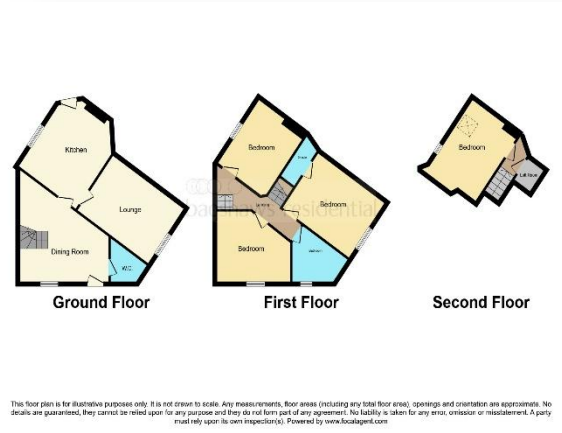 Kitchen
Lounge
Dining Room
W.C.
Ground Floor
Bedroom
Bedroom
Bedroom
First Floor
Bedroom
Loft Room
Second Floor
bagshaws residential
This floor plan is for illustrative purposes only. It is not drawn to scale. Any measurements, floor areas (including any total floor area), openings and orientation are approximate. No
details are guaranteed, they cannot be relied upon for any purpose and they do not form part of any agreement. No liability is taken for any error, omission or misstatement. A party
must rely upon its own inspection(s). Powered by www.focalagent.com